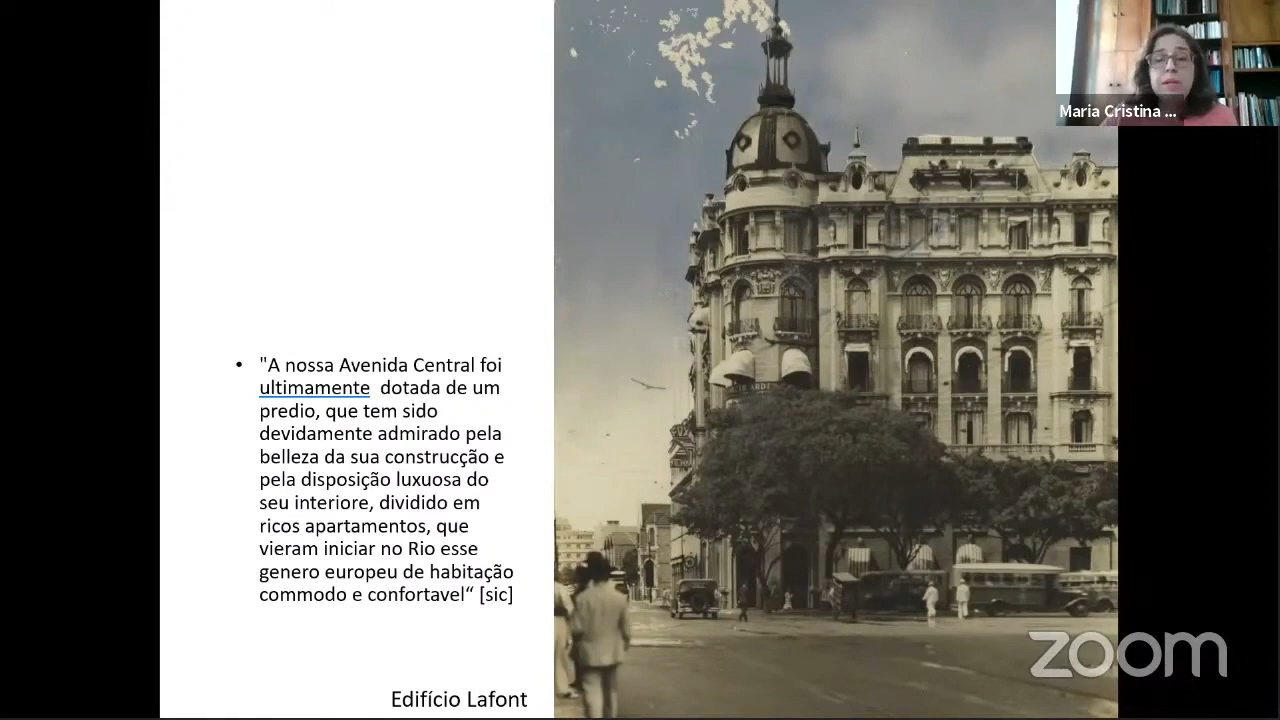 Maria Cristina ...
• "A nossa Avenida Central foi
ultimamente dotada de um
predio, que tem sido
devidamente admirado pela
belleza da sua construcção e
pela disposição luxuosa do
seu interiore, dividido em
ricos apartamentos, que
vieram iniciar no Rio esse
genero europeu de habitação
commodo e confortavel“ [sic]
Edifício Lafont
zoom